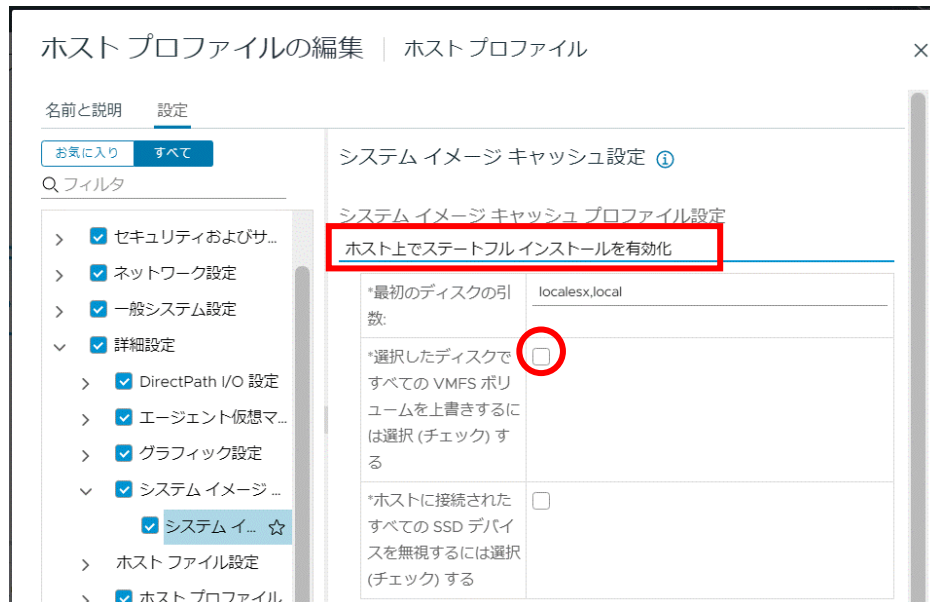 ホスト プロファイルの編集 | ホスト プロファイル
名前と説明 設定
お気に入り すべて
フィルタ
セキュリティおよびサ...
ネットワーク設定
一般システム設定
詳細設定
DirectPath I/O 設定
エージェント仮想マ...
グラフィック設定
システム イメージ ...
システム イ...
ホスト ファイル設定
ホスト プロファイル
システム イメージ キャッシュ設定
システム イメージ キャッシュ プロファイル設定
ホスト上でステートフル インストールを有効化
*最初のディスクの引
数:
localesx,local
*選択したディスクで
すべての VMFS ボリ
ュームを上書きするに
は選択 (チェック) す
る
*ホストに接続された
すべての SSD デバイ
スを無視するには選択
(チェック) する